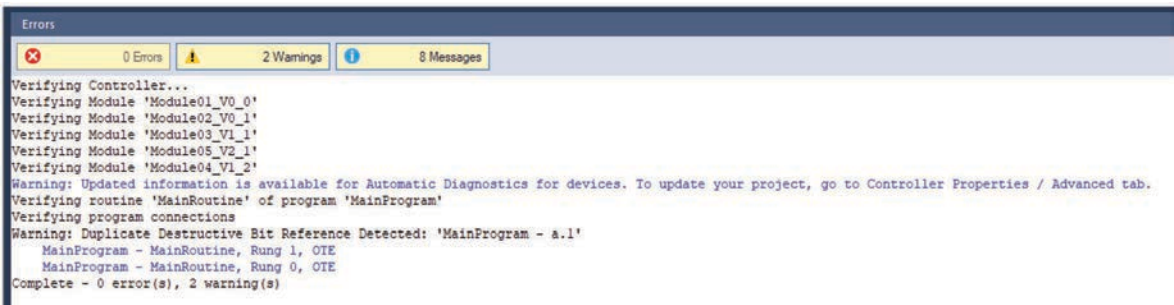 Errors
0 Errors 2 Warnings 8 Messages
Verifying Controller...
Verifying Module 'Module01_V0_0'
Verifying Module 'Module02_V0_1'
Verifying Module 'Module03_V1_1'
Verifying Module 'Module05_V2_1'
Verifying Module 'Module04_V1_2'
Warning: Updated information is available for Automatic Diagnostics for devices. To update your project, go to Controller Properties / Advanced tab.
Verifying routine 'MainRoutine' of program 'MainProgram'
Verifying program connections
Warning: Duplicate Destructive Bit Reference Detected: 'MainProgram - a.1'
MainProgram - MainRoutine, Rung 1, OTE
MainProgram - MainRoutine, Rung 0, OTE
Complete - 0 error(s), 2 warning(s)